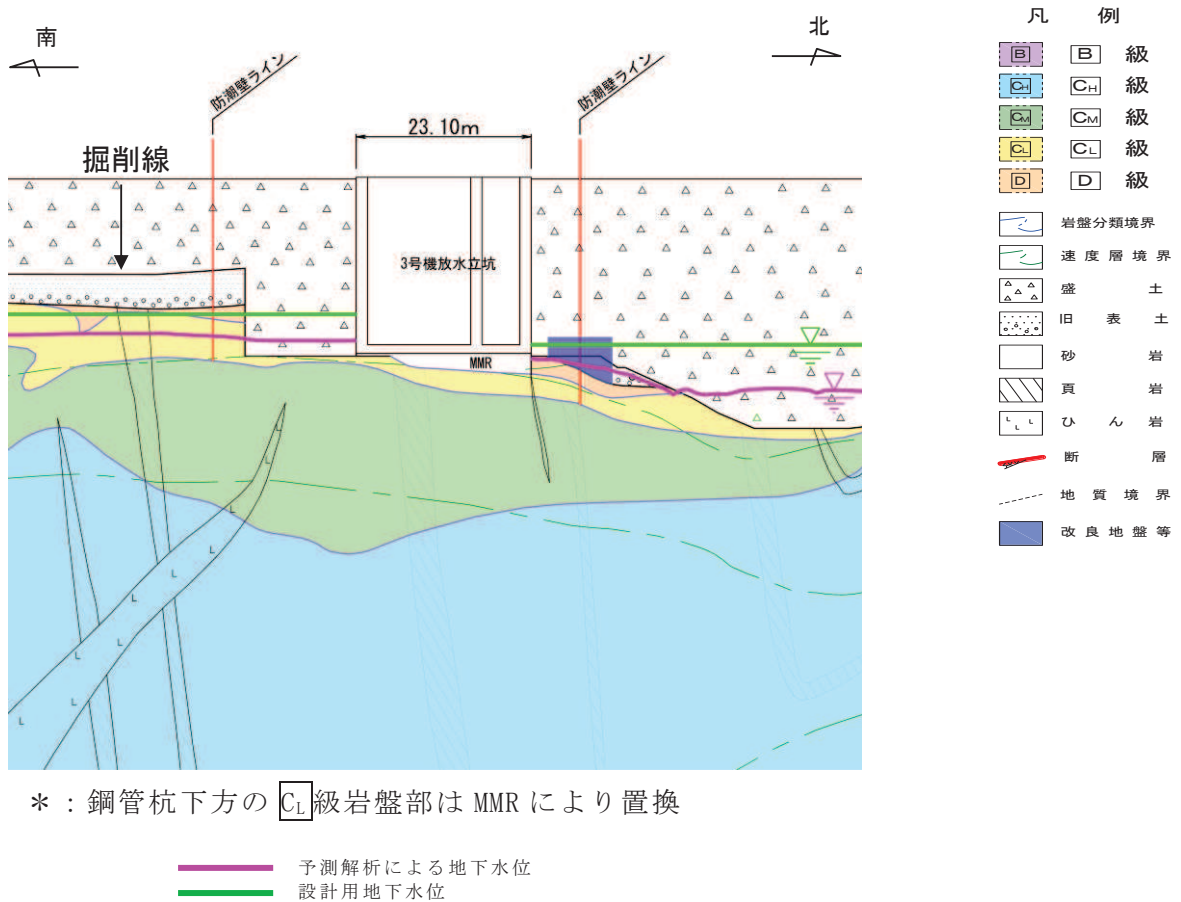 南
北
防潮壁ライン
防潮壁ライン
23.10m
掘削線
3号機放水立坑
MMR
L
L
L
L
L
L
L
凡 例
B B 級
CH CH 級
CM CM 級
CL CL 級
D D 級
岩盤分類境界
速度層境界
盛土
旧表土
砂岩
頁岩
ひん岩
断層
地質境界
改良地盤等
*:鋼管杭下方の CL 級岩盤部は MMR により置換
予測解析による地下水位
設計用地下水位